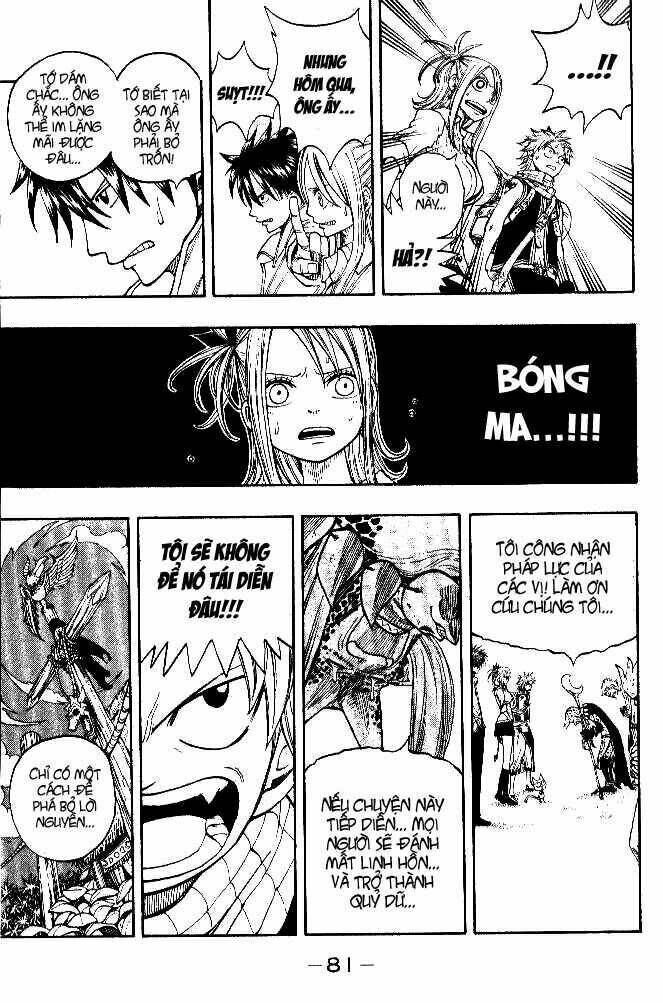 .....!!
NGƯỜI
NÀY...
HẢ?!
NHƯNG
HÔM QUA,
ÔNG ẤY...
SUỴT!!!
TỚ BIẾT TẠI
SAO MÀ
ÔNG ẤY
PHẢI BỎ
TRỐN!
TỚ DÁM
CHẮC... ÔNG
ẤY KHÔNG
THỂ IM LẶNG
MÃI ĐƯỢC
ĐÂU...
BÓNG
MA...!!!
TÔI CÔNG NHẬN
PHÁP LỰC CỦA
CÁC VỊ! LÀM ƠN
CỨU CHÚNG TÔI...
NẾU CHUYỆN NÀY
TIẾP DIỄN... MỌI
NGƯỜI SẼ ĐÁNH
MẤT LINH HỒN...
VÀ TRỞ THÀNH
QUỶ DỮ...
TỘI SẼ KHÔNG
ĐỂ NÓ TÁI DIỄN
ĐÂU!!!
CHỈ CÓ MỘT
CÁCH ĐỂ
PHÁ BỎ LỜI
NGUYỀN...
—81—